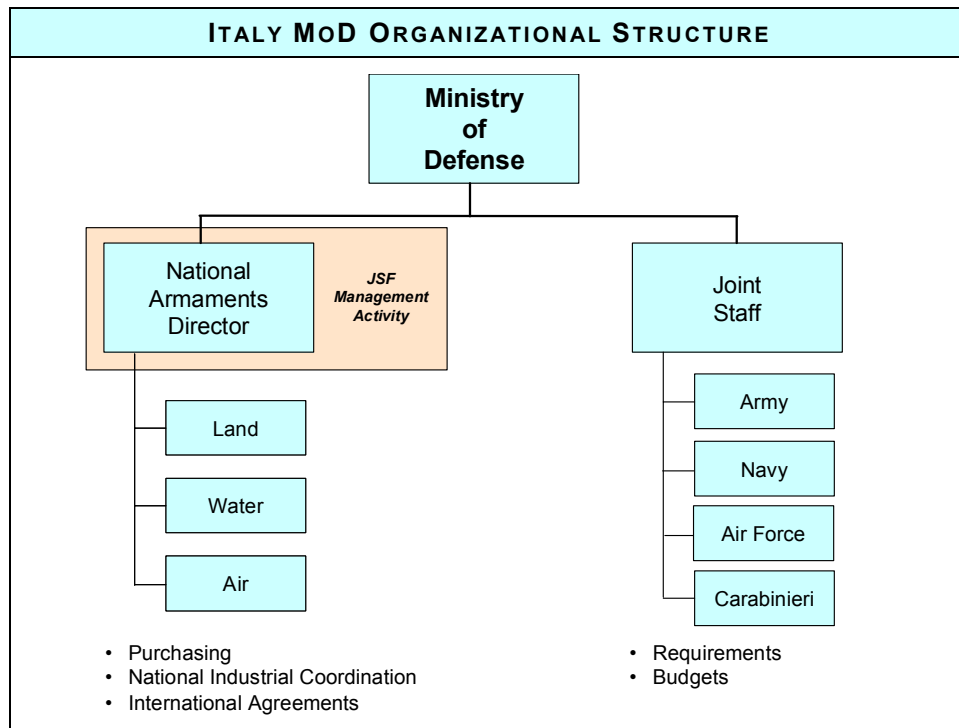 ITALY MOD ORGANIZATIONAL STRUCTURE
Ministry
of
Defense
National
Armaments
Director
JSF
Management
Activity
Land
Water
Air
• Purchasing
• National Industrial Coordination
• International Agreements
Joint
Staff
Army
Navy
Air Force
Carabinieri
• Requirements
• Budgets